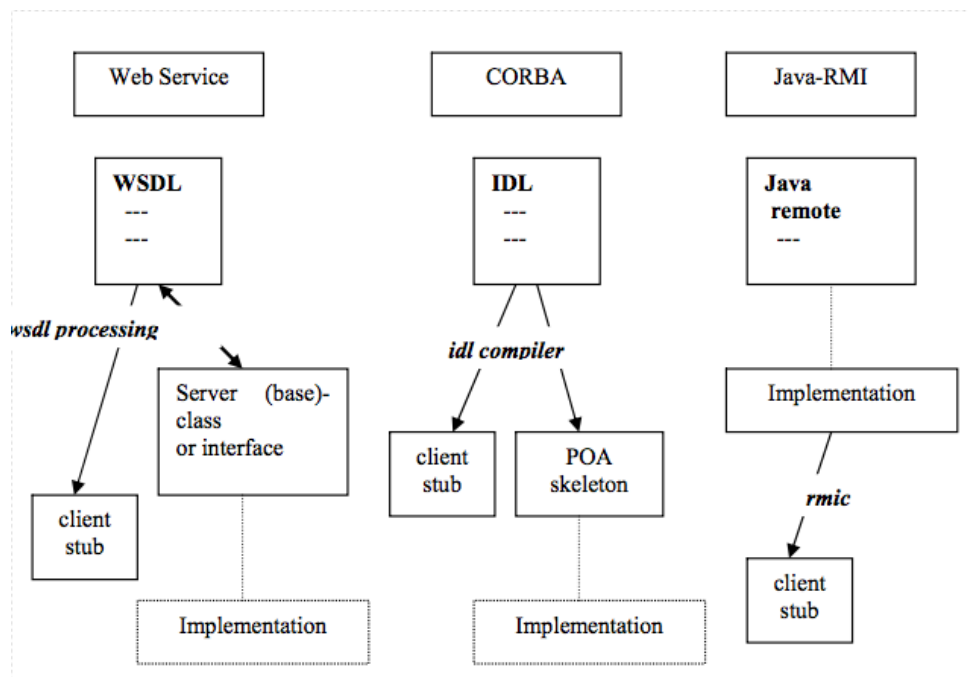 Web Service
CORBA
Java-RMI
WSDL
---
---
IDL
---
---
Java
remote
---
wsdl processing
idl compiler
Server (base)-
class
or interface
Implementation
client
stub
POA
skeleton
rmic
client
stub
client
stub
Implementation
Implementation